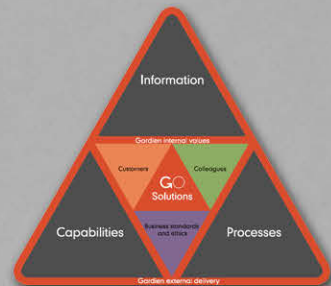 Information
Gardien internal values
Customers
Colleagues
GO
Solutions
Capabilities
Business standards
and ethics
Processes
Gardien external delivery